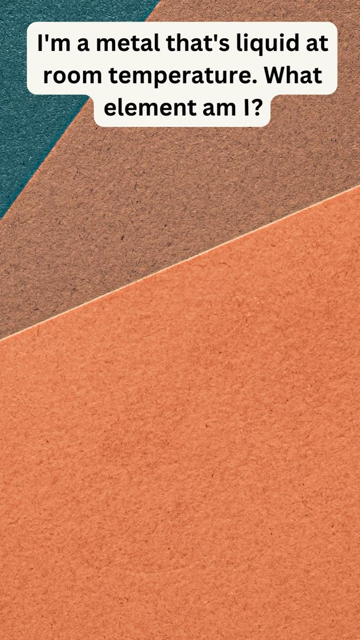 I'm a metal that's liquid at
room temperature. What
element am I?